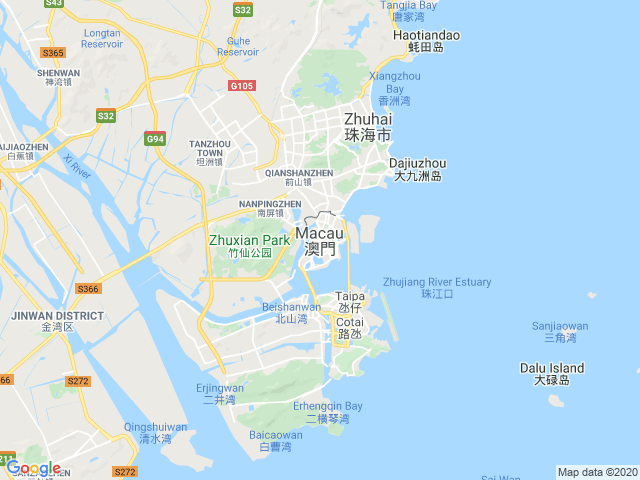 S43
S32
Tangjia Bay
唐家湾
Longtan
Reservoir
Guhe
Reservoir
Haotiandao
蚝田岛
S365
SHENWAN
神湾镇
G105
Xiangzhou
Bay
香洲湾
S32
Zhuhai
珠海市
G94
TANZHOU
TOWN
坦洲镇
AIJIAOZHEN
白蕉镇
Xi River
Dajiuzhou
大九洲岛
QIANSHANZHEN
前山镇
NANPINGZHEN
南屏镇
Macau
澳門
Zhuxian Park
竹仙公园
S366
Zhujiang River Estuary
珠江口
Taipa
氹仔
Beishanwan
北山湾
JINWAN DISTRICT
金湾区
Cotai
路氹
Sanjiaowan
三角湾
Dalu Island
大碌岛
S272
Erjingwan
二井湾
Erhengqin Bay
二横琴湾
Qingshuiwan
清水湾
Baicaowan
白曹湾
Google
S272
Map data ©2020